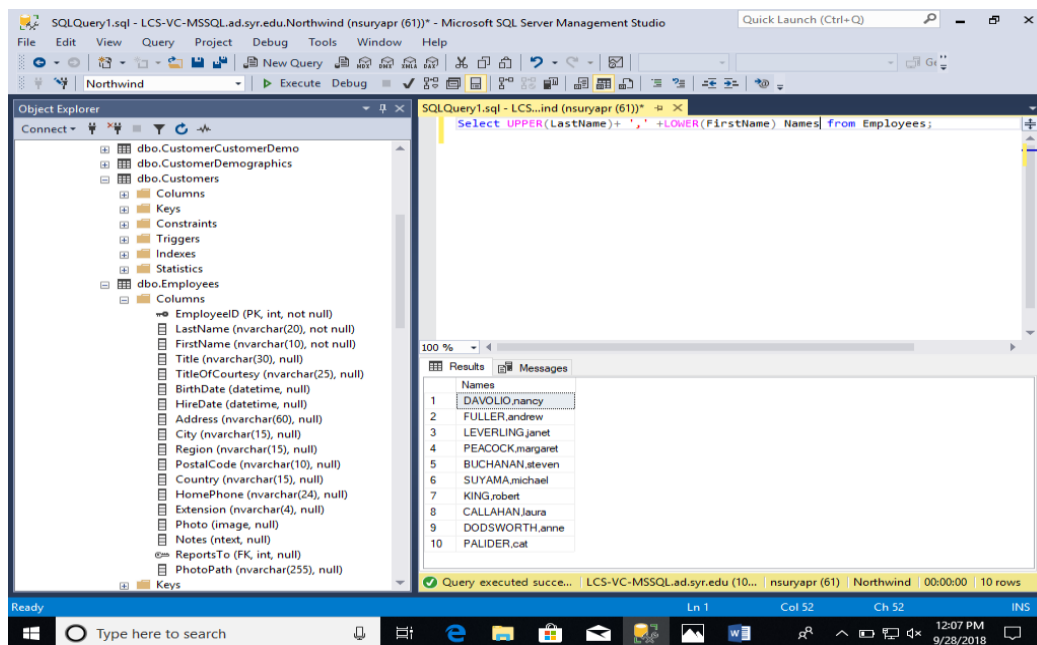 SQLQuery1.sql - LCS-VC-MSSQL.ad.syr.edu.Northwind (nsuryapr (61))* - Microsoft SQL Server Management Studio
Quick Launch (Ctrl+Q)
File Edit View Query Project Debug Tools Window Help
New Query
Northwind
Execute Debug
Object Explorer
SQLQuery1.sql - LCS...ind (nsuryapr (61))*
Connect
Select UPPER(LastName)+ ',' +LOWER(FirstName) Names from Employees;
dbo.CustomerCustomerDemo
dbo.CustomerDemographics
dbo.Customers
Columns
Keys
Constraints
Triggers
Indexes
Statistics
dbo.Employees
Columns
EmployeeID (PK, int, not null)
LastName (nvarchar(20), not null)
FirstName (nvarchar(10), not null)
Title (nvarchar(30), null)
TitleOfCourtesy (nvarchar(25), null)
BirthDate (datetime, null)
HireDate (datetime, null)
Address (nvarchar(60), null)
City (nvarchar(15), null)
Region (nvarchar(15), null)
PostalCode (nvarchar(10), null)
Country (nvarchar(15), null)
HomePhone (nvarchar(24), null)
Extension (nvarchar(4), null)
Photo (image, null)
Notes (ntext, null)
ReportsTo (FK, int, null)
PhotoPath (nvarchar(255), null)
Keys
100 %
Results Messages
Names
1 DAVOLIO,nancy
2 FULLER,andrew
3 LEVERLING,janet
4 PEACOCK,margaret
5 BUCHANAN,steven
6 SUYAMA,michael
7 KING,robert
8 CALLAHAN,laura
9 DODSWORTH,anne
10 PALIDER,cat
Query executed succe... LCS-VC-MSSQL.ad.syr.edu (10... nsuryapr (61) Northwind 00:00:00 10 rows
Ready Ln 1 Col 52 Ch 52 INS
Type here to search
12:07 PM
9/28/2018